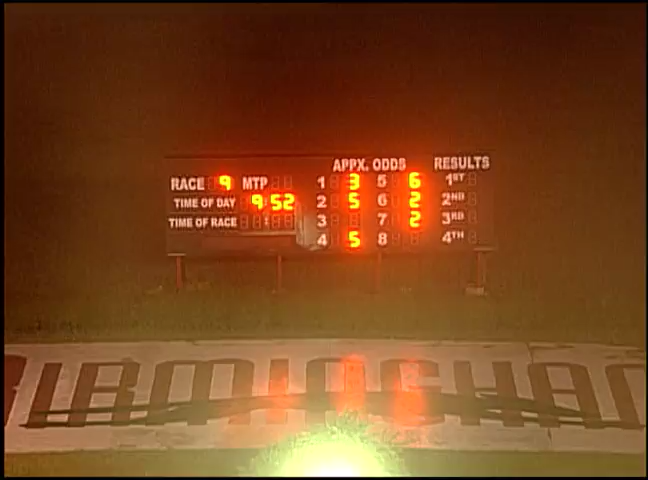 APPX. ODDS RESULTS
RACE 9 MTP 1 3 5 6 1ST
TIME OF DAY 9:52 2 5 6 2 2ND
TIME OF RACE 3 7 2 3RD
4 5 8 4TH
BIRMINGHAM